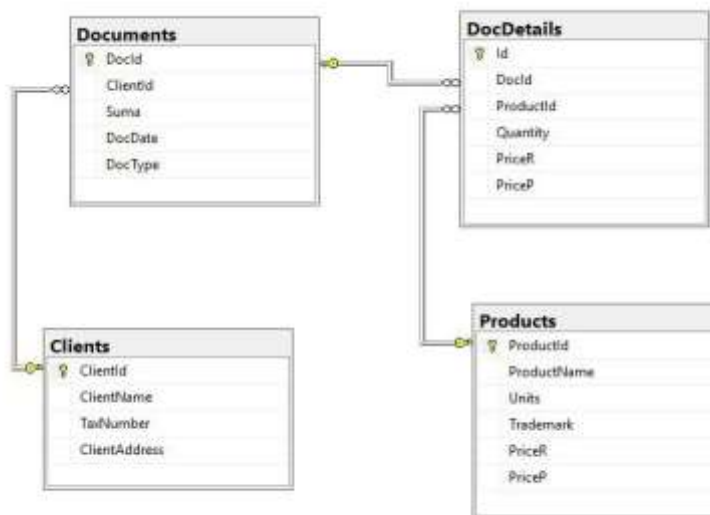 Documents
DocId
ClientId
Suma
DocDate
DocType
DocDetails
Id
DocId
ProductId
Quantity
PriceR
PriceP
Clients
ClientId
ClientName
TaxNumber
ClientAddress
Products
ProductId
ProductName
Units
Trademark
PriceR
PriceP